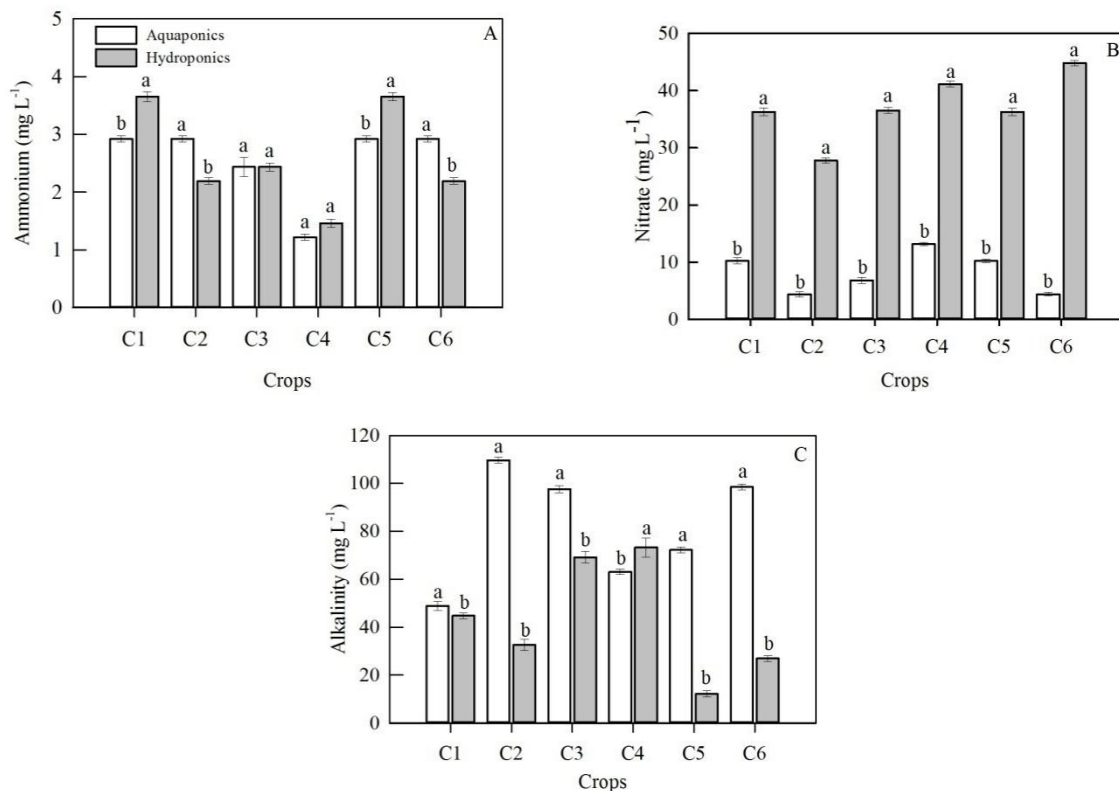 A
Aquaponics
Hydroponics
Ammonium (mg L⁻¹)
5
4
3
2
1
0
b a a b a a a a b a a b
C1 C2 C3 C4 C5 C6
Crops
B
Nitrate (mg L⁻¹)
50
40
30
20
10
0
b a b a b a b a b a b a
C1 C2 C3 C4 C5 C6
Crops
C
Alkalinity (mg L⁻¹)
120
100
80
60
40
20
0
a b a b a b b a a b a b
C1 C2 C3 C4 C5 C6
Crops